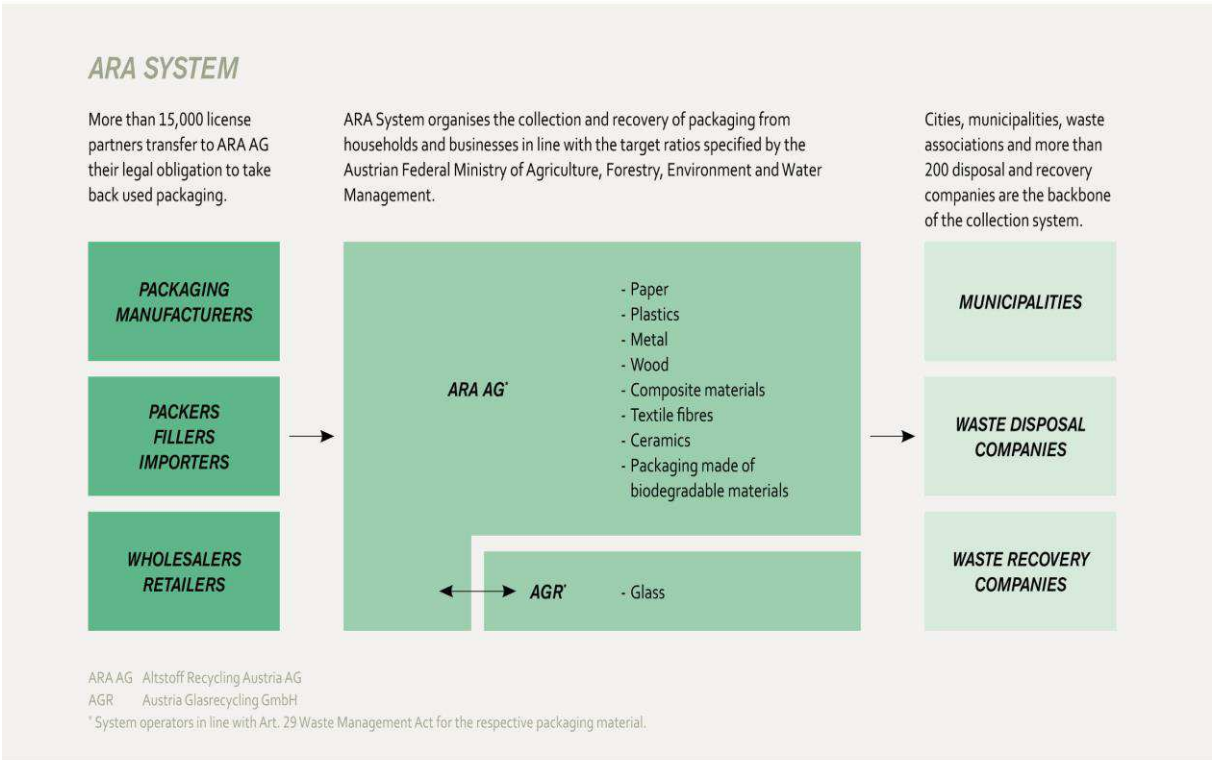 ARA SYSTEM
More than 15,000 license
partners transfer to ARA AG
their legal obligation to take
back used packaging.
ARA System organises the collection and recovery of packaging from
households and businesses in line with the target ratios specified by the
Austrian Federal Ministry of Agriculture, Forestry, Environment and Water
Management.
Cities, municipalities, waste
associations and more than
200 disposal and recovery
companies are the backbone
of the collection system.
PACKAGING
MANUFACTURERS
PACKERS
FILLERS
IMPORTERS
WHOLESALERS
RETAILERS
ARA AG*
- Paper
- Plastics
- Metal
- Wood
- Composite materials
- Textile fibres
- Ceramics
- Packaging made of
biodegradable materials
AGR*
- Glass
MUNICIPALITIES
WASTE DISPOSAL
COMPANIES
WASTE RECOVERY
COMPANIES
ARA AG Altstoff Recycling Austria AG
AGR Austria Glasrecycling GmbH
* System operators in line with Art. 29 Waste Management Act for the respective packaging material.